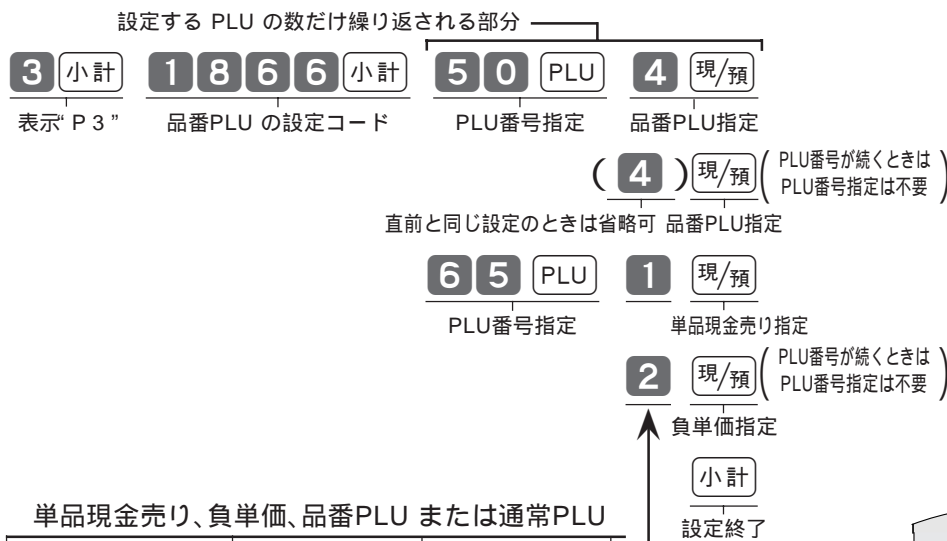 設定する PLU の数だけ繰り返される部分
3 小計 1 8 6 6 小計 5 0 PLU 4 現/預
表示“P 3” 品番PLU の設定コード PLU番号指定 品番PLU指定
( 4 ) 現/預 ( PLU番号が続くときは
PLU番号指定は不要 )
直前と同じ設定のときは省略可 品番PLU指定
6 5 PLU 1 現/預
PLU番号指定 単品現金売り指定
2 現/預 ( PLU番号が続くときは
PLU番号指定は不要 )
負単価指定
小計
設定終了
単品現金売り、負単価、品番PLU または通常PLU